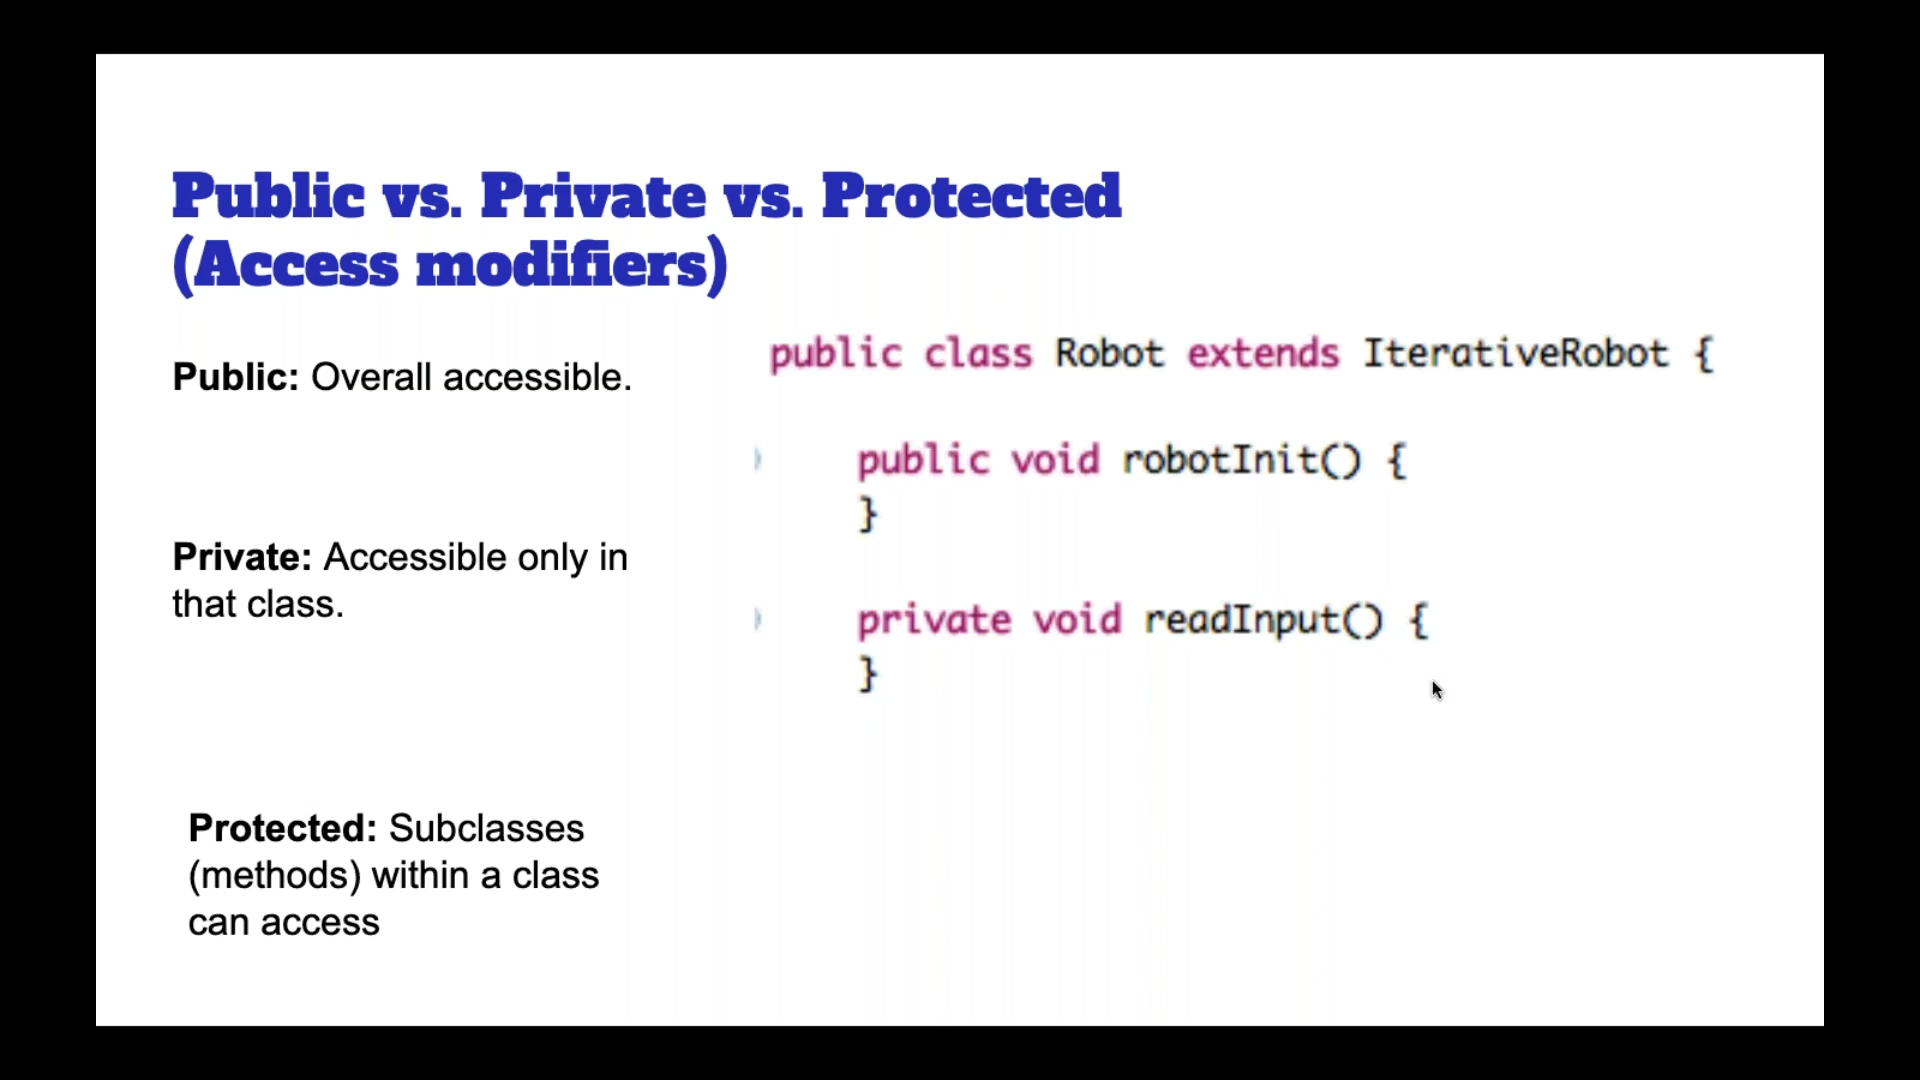 Public vs. Private vs. Protected
(Access modifiers)
Public: Overall accessible.
Private: Accessible only in
that class.
Protected: Subclasses
(methods) within a class
can access
public class Robot extends IterativeRobot {
public void robotInit() {
}
private void readInput() {
}